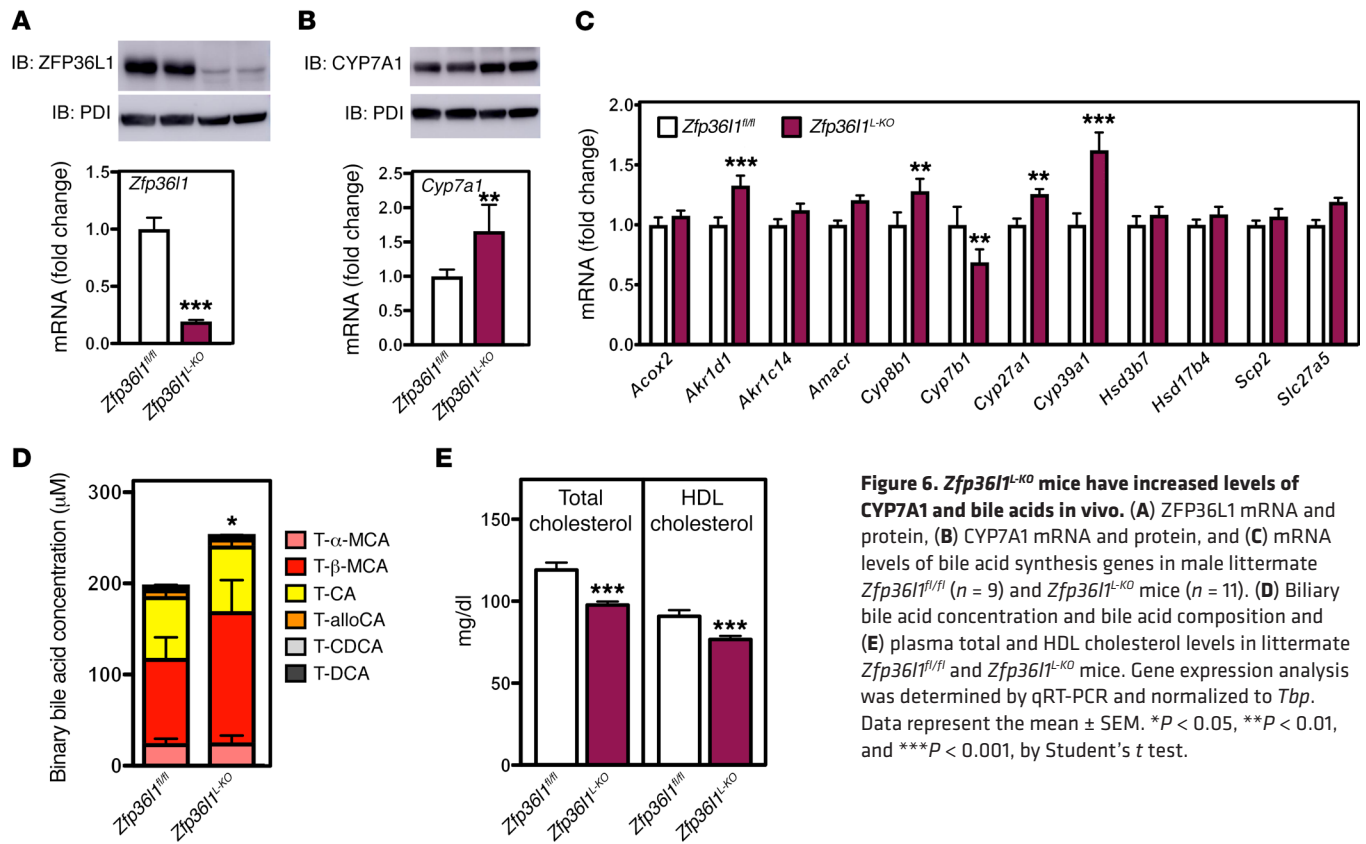 A
IB: ZFP36L1
IB: PDI
mRNA (fold change)
1.5
1.0
0.5
0.0
Zfp36l1
***
Zfp36l1fl/fl
Zfp36l1L-KO
B
IB: CYP7A1
IB: PDI
mRNA (fold change)
2.5
2.0
1.5
1.0
0.5
0.0
Cyp7a1
**
Zfp36l1fl/fl
Zfp36l1L-KO
C
mRNA (fold change)
2.0
1.5
1.0
0.5
0.0
Zfp36l1fl/fl
Zfp36l1L-KO
***
**
**
**
***
Acox2
Akr1d1
Akr1c14
Amacr
Cyp8b1
Cyp7b1
Cyp27a1
Cyp39a1
Hsd3b7
Hsd17b4
Scp2
Slc27a5
D
Binary bile acid concentration (μM)
300
200
100
0
*
Zfp36l1fl/fl
Zfp36l1L-KO
T-α-MCA
T-β-MCA
T-CA
T-alloCA
T-CDCA
T-DCA
E
mg/dl
150
100
50
0
Total
cholesterol
HDL
cholesterol
***
***
Zfp36l1fl/fl
Zfp36l1L-KO
Zfp36l1fl/fl
Zfp36l1L-KO
Figure 6. Zfp36l1L-KO mice have increased levels of
CYP7A1 and bile acids in vivo. (A) ZFP36L1 mRNA and
protein, (B) CYP7A1 mRNA and protein, and (C) mRNA
levels of bile acid synthesis genes in male littermate
Zfp36l1fl/fl (n = 9) and Zfp36l1L-KO mice (n = 11). (D) Biliary
bile acid concentration and bile acid composition and
(E) plasma total and HDL cholesterol levels in littermate
Zfp36l1fl/fl and Zfp36l1L-KO mice. Gene expression analysis
was determined by qRT-PCR and normalized to Tbp.
Data represent the mean ± SEM. *P < 0.05, **P < 0.01,
and ***P < 0.001, by Student's t test.